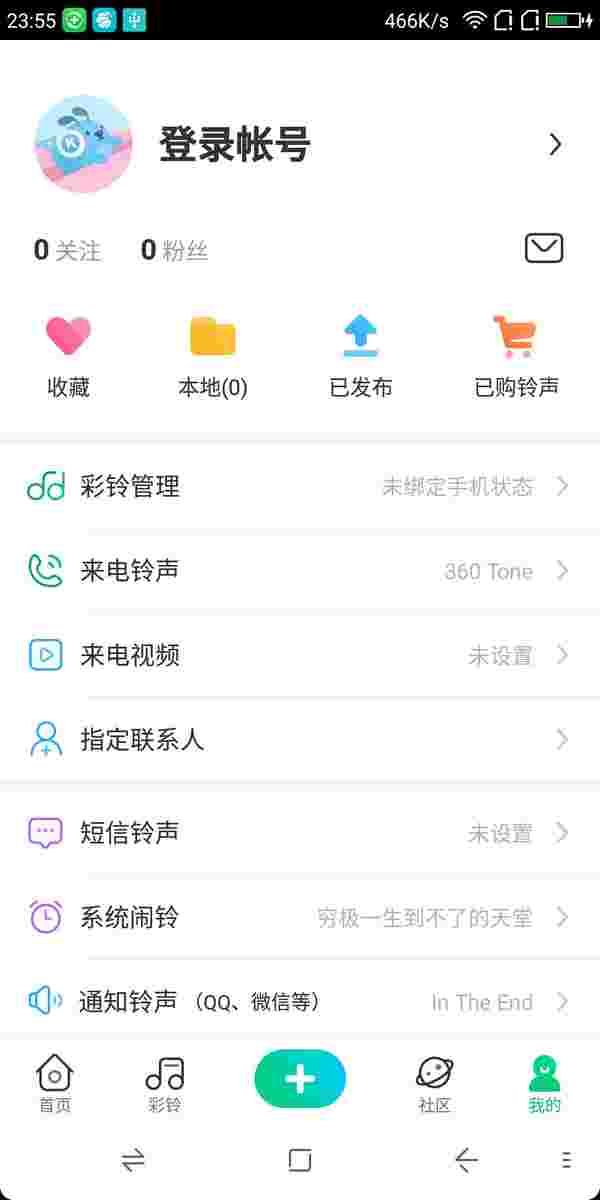 23:55 466K/s
登录帐号
0 关注 0 粉丝
收藏 本地(0) 已发布 已购铃声
彩铃管理 未绑定手机状态
来电铃声 360 Tone
来电视频 未设置
指定联系人
短信铃声 未设置
系统闹铃 穷极一生到不了的天堂
通知铃声（QQ、微信等） In The End
首页 彩铃 社区 我的